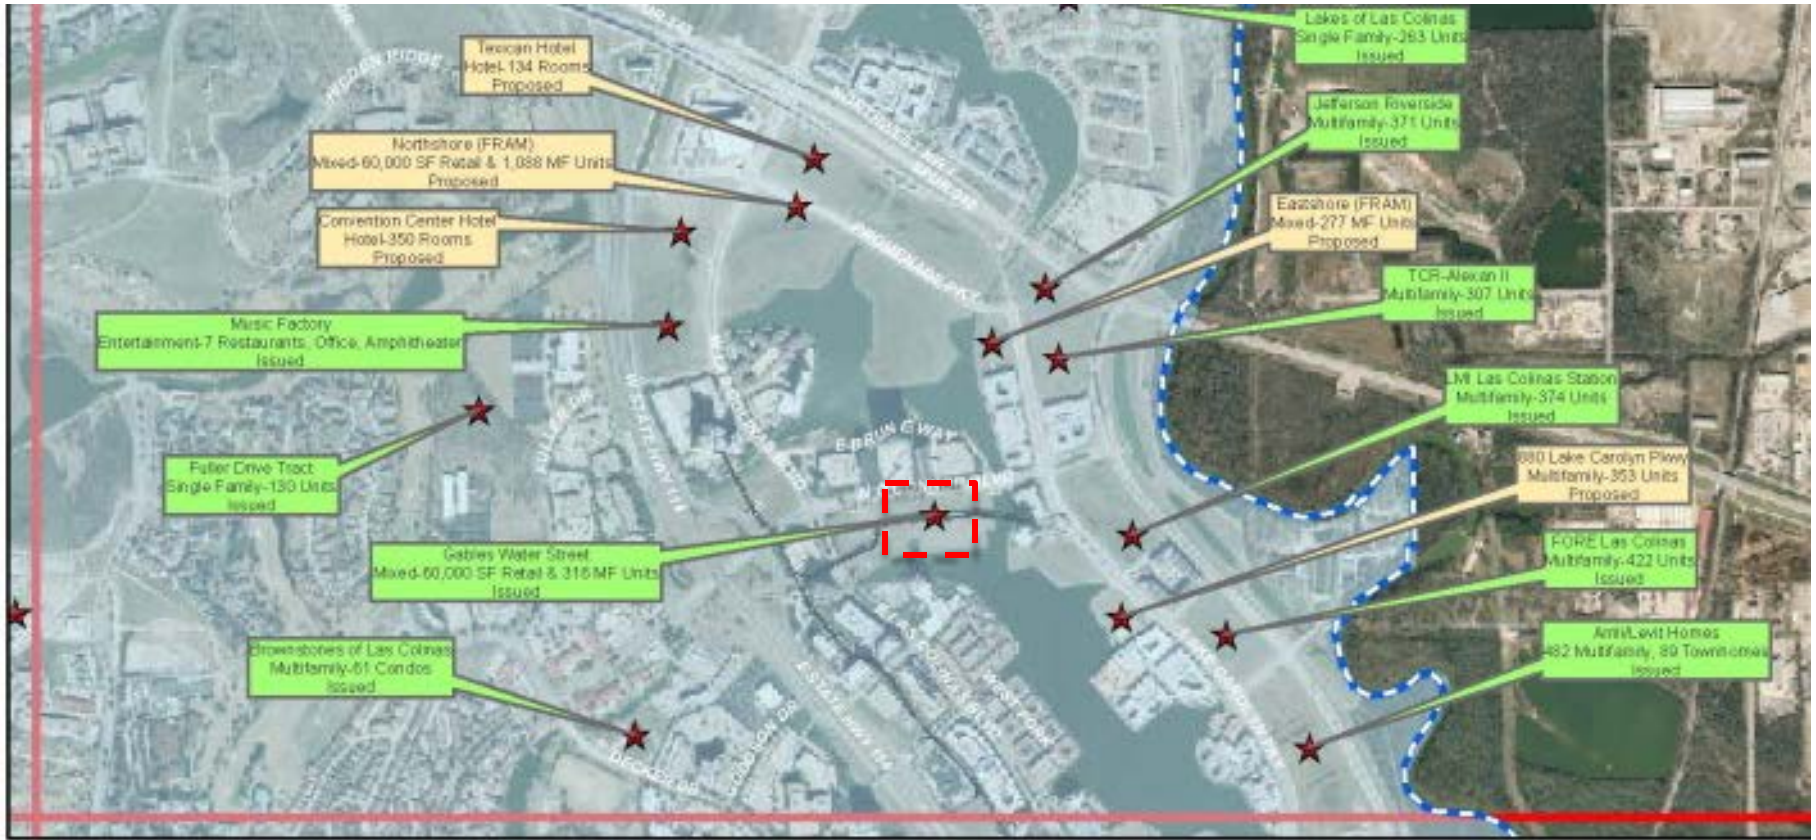 Lakes of Las Colinas
Single Family-263 Units
Issued
Texican Hotel
Hotel-134 Rooms
Proposed
Jefferson Riverside
Multifamily-371 Units
Issued
Northshore (FRAM)
Mixed-60,000 SF Retail & 1,088 MF Units
Proposed
Convention Center Hotel
Hotel-350 Rooms
Proposed
Eastshore (FRAM)
Mixed-277 MF Units
Proposed
TCR-Alexan II
Multifamily-307 Units
Issued
Music Factory
Entertainment-7 Restaurants, Office, Amphitheater
Issued
LMI Las Colinas Station
Multifamily-374 Units
Issued
Fuller Drive Tract
Single Family-130 Units
Issued
880 Lake Carolyn Pkwy
Multifamily-353 Units
Proposed
Gables Water Street
Mixed-60,000 SF Retail & 316 MF Units
Issued
FORE Las Colinas
Multifamily-422 Units
Issued
Brownstones of Las Colinas
Multifamily-61 Condos
Issued
Arm/Levit Homes
482 Multifamily, 89 Townhomes
Issued
FULLER DR